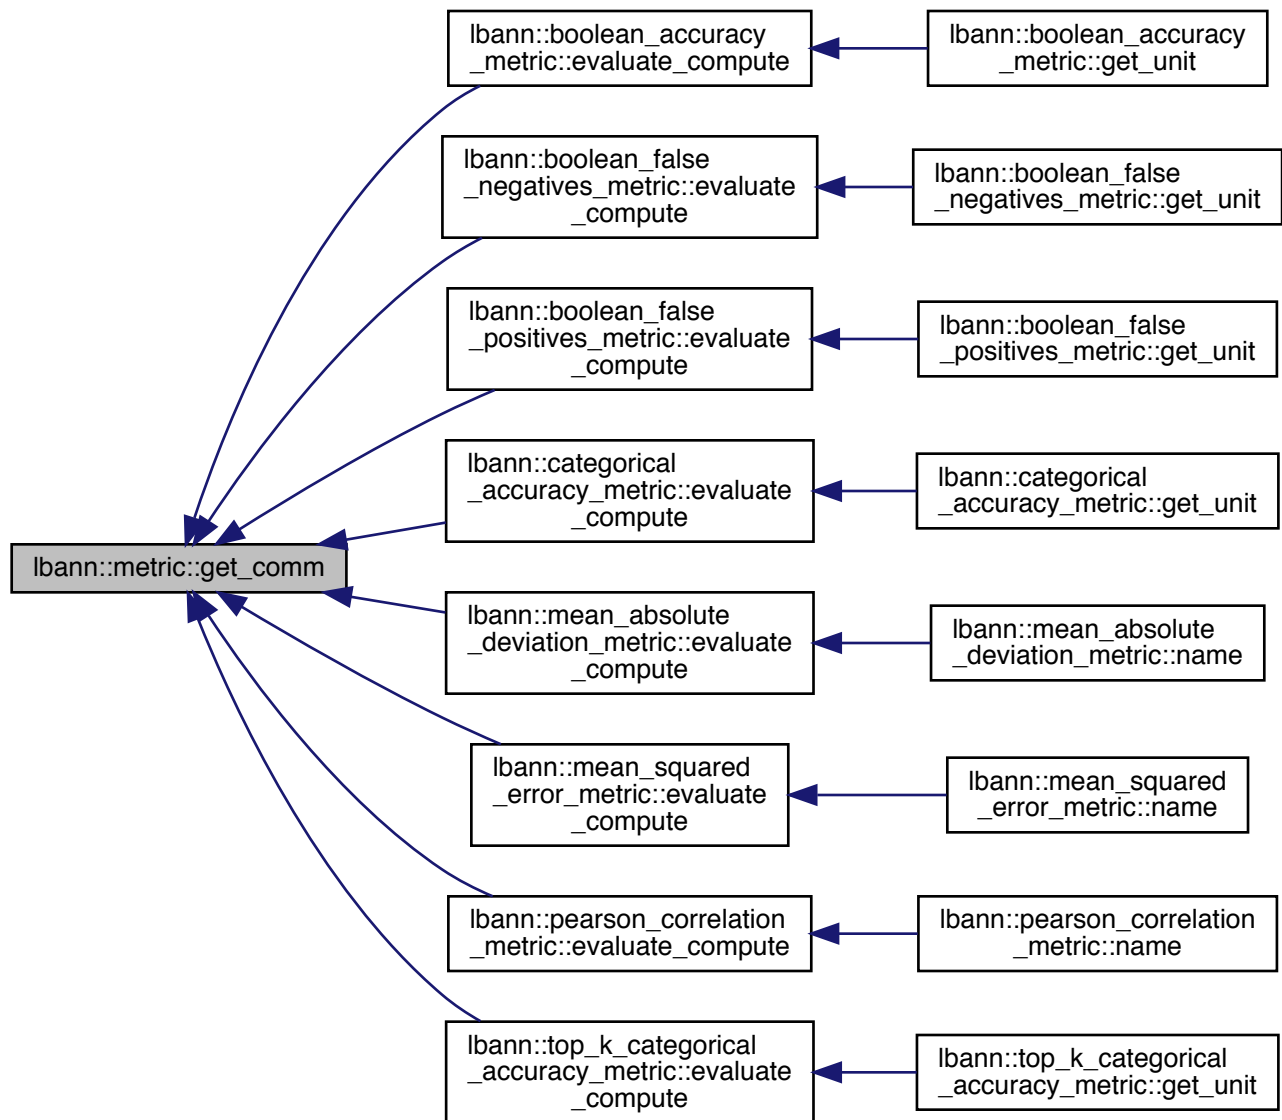 lbann::boolean_accuracy
_metric::evaluate_compute
lbann::boolean_accuracy
_metric::get_unit
lbann::boolean_false
_negatives_metric::evaluate
_compute
lbann::boolean_false
_negatives_metric::get_unit
lbann::boolean_false
_positives_metric::evaluate
_compute
lbann::boolean_false
_positives_metric::get_unit
lbann::categorical
_accuracy_metric::evaluate
_compute
lbann::categorical
_accuracy_metric::get_unit
lbann::metric::get_comm
lbann::mean_absolute
_deviation_metric::evaluate
_compute
lbann::mean_absolute
_deviation_metric::name
lbann::mean_squared
_error_metric::evaluate
_compute
lbann::mean_squared
_error_metric::name
lbann::pearson_correlation
_metric::evaluate_compute
lbann::pearson_correlation
_metric::name
lbann::top_k_categorical
_accuracy_metric::evaluate
_compute
lbann::top_k_categorical
_accuracy_metric::get_unit